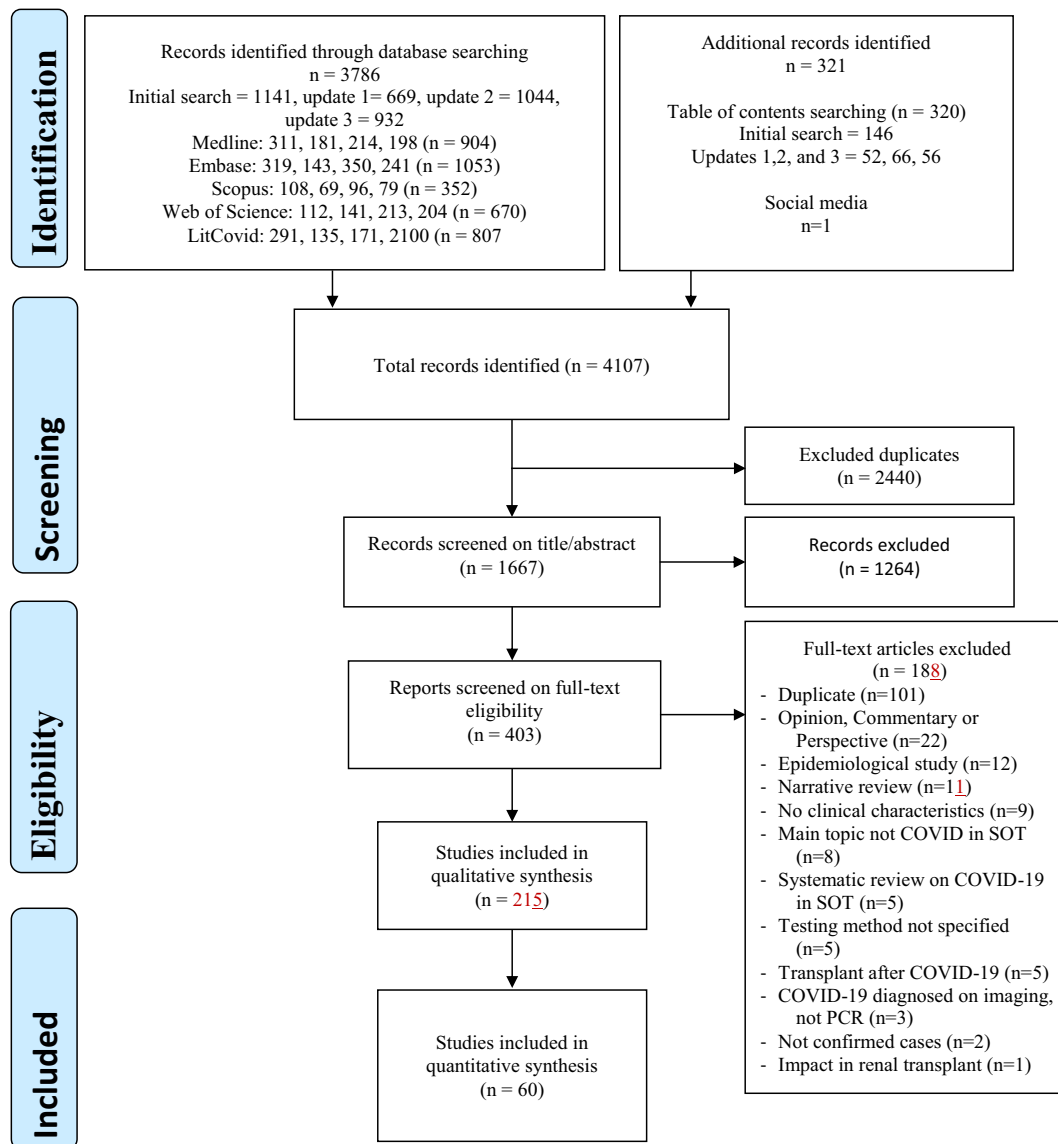 Identification
Records identified through database searching
n = 3786
Initial search = 1141, update 1= 669, update 2 = 1044,
update 3 = 932
Medline: 311, 181, 214, 198 (n = 904)
Embase: 319, 143, 350, 241 (n = 1053)
Scopus: 108, 69, 96, 79 (n = 352)
Web of Science: 112, 141, 213, 204 (n = 670)
LitCovid: 291, 135, 171, 2100 (n = 807
Additional records identified
n = 321
Table of contents searching (n = 320)
Initial search = 146
Updates 1,2, and 3 = 52, 66, 56
Social media
n=1
Screening
Total records identified (n = 4107)
Excluded duplicates
(n = 2440)
Records screened on title/abstract
(n = 1667)
Records excluded
(n = 1264)
Eligibility
Reports screened on full-text
eligibility
(n = 403)
Full-text articles excluded
(n = 188)
- Duplicate (n=101)
- Opinion, Commentary or
Perspective (n=22)
- Epidemiological study (n=12)
- Narrative review (n=11)
- No clinical characteristics (n=9)
- Main topic not COVID in SOT
(n=8)
- Systematic review on COVID-19
in SOT (n=5)
- Testing method not specified
(n=5)
- Transplant after COVID-19 (n=5)
- COVID-19 diagnosed on imaging,
not PCR (n=3)
- Not confirmed cases (n=2)
- Impact in renal transplant (n=1)
Studies included in
qualitative synthesis
(n = 215)
Included
Studies included in
quantitative synthesis
(n = 60)